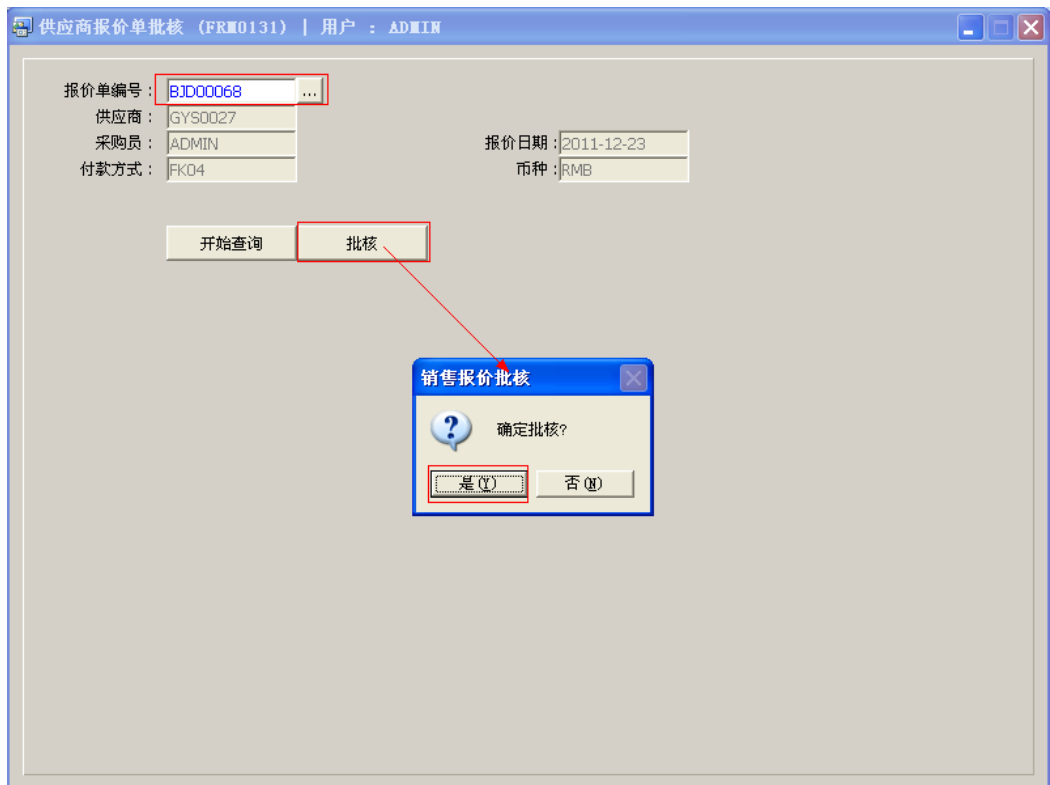 供应商报价单批核 (FRM0131) | 用户 : ADMIN
报价单编号： BJD00068 ...
供应商： GYS0027
采购员： ADMIN 报价日期：2011-12-23
付款方式： FK04 币种：RMB
开始查询 批核
销售报价批核
确定批核?
是(Y) 否(N)